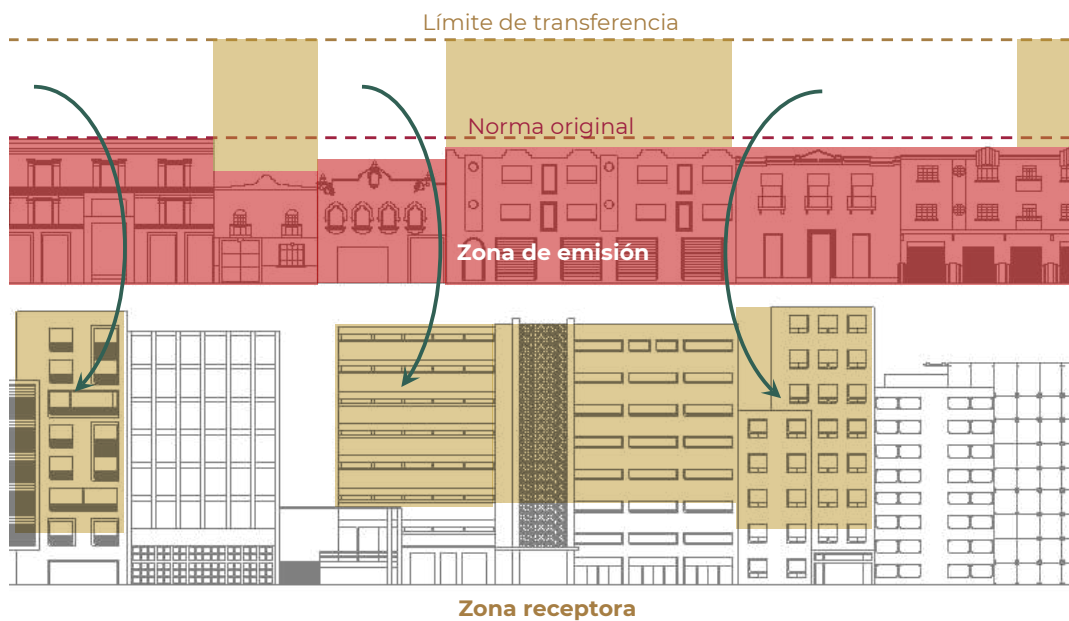 Límite de transferencia
Norma original
Zona de emisión
Zona receptora